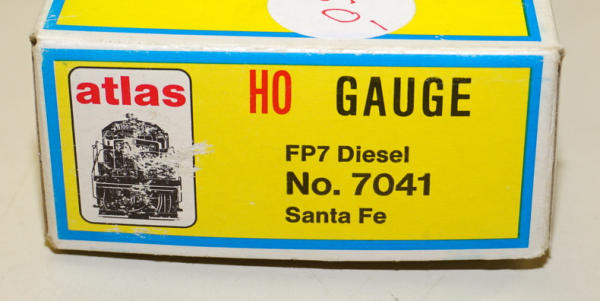 atlas
HO GAUGE
FP7 Diesel
No. 7041
Santa Fe